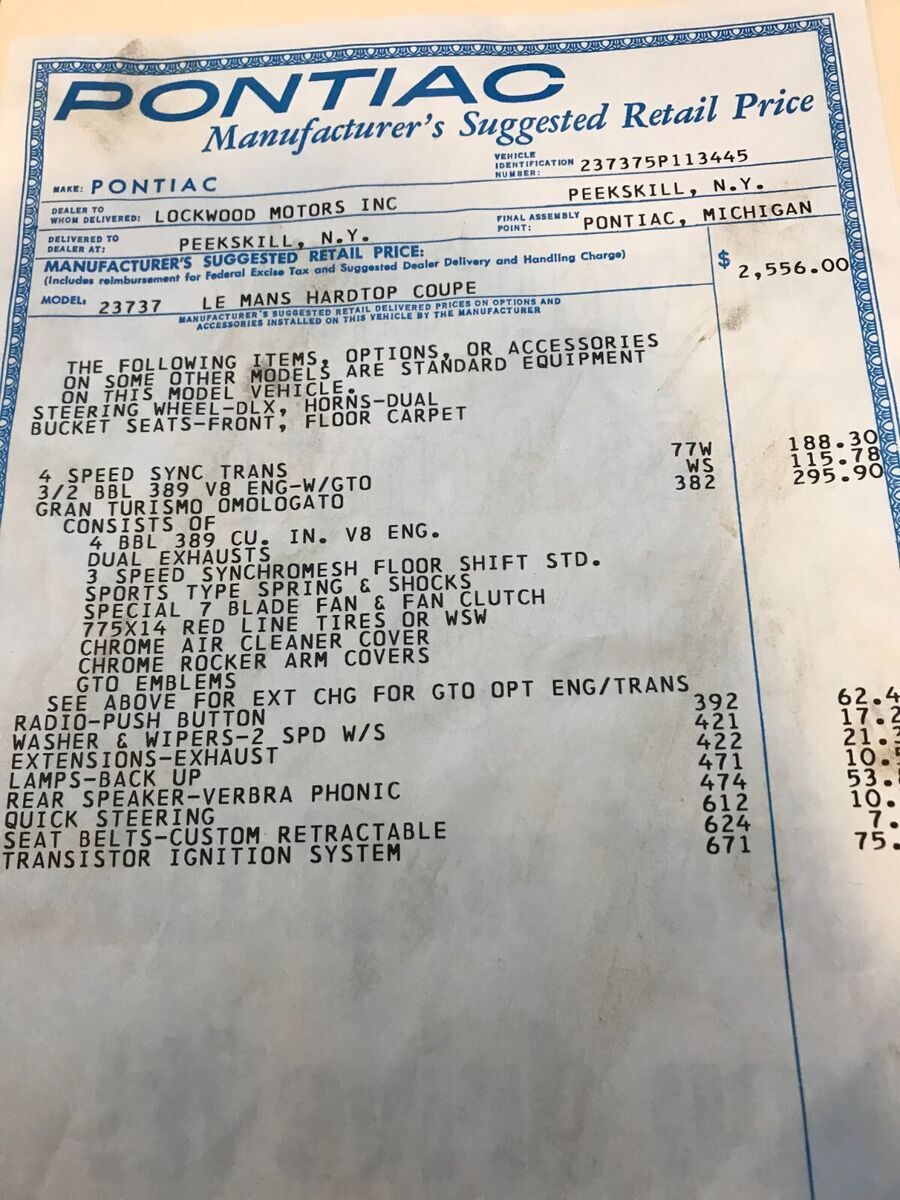 PONTIAC
Manufacturer's Suggested Retail Price
MAKE: PONTIAC VEHICLE IDENTIFICATION NUMBER: 237375P113445
DEALER TO WHOM DELIVERED: LOCKWOOD MOTORS INC PEEKSKILL, N.Y.
DELIVERED TO DEALER AT: PEEKSKILL, N.Y. FINAL ASSEMBLY POINT: PONTIAC, MICHIGAN
MANUFACTURER'S SUGGESTED RETAIL PRICE:
(Includes reimbursement for Federal Excise Tax and Suggested Dealer Delivery and Handling Charge) $ 2,556.00
MODEL: 23737 LE MANS HARDTOP COUPE
MANUFACTURER'S SUGGESTED RETAIL DELIVERED PRICES ON OPTIONS AND
ACCESSORIES INSTALLED ON THIS VEHICLE BY THE MANUFACTURER
THE FOLLOWING ITEMS, OPTIONS, OR ACCESSORIES
ON SOME OTHER MODELS ARE STANDARD EQUIPMENT
ON THIS MODEL VEHICLE.
STEERING WHEEL-DLX, HORNS-DUAL
BUCKET SEATS-FRONT, FLOOR CARPET
4 SPEED SYNC TRANS 77W 188.30
3/2 BBL 389 V8 ENG-W/GTO WS 115.78
GRAN TURISMO OMOLOGATO 382 295.90
CONSISTS OF
4 BBL 389 CU. IN. V8 ENG.
DUAL EXHAUSTS
3 SPEED SYNCHROMESH FLOOR SHIFT STD.
SPORTS TYPE SPRING & SHOCKS
SPECIAL 7 BLADE FAN & FAN CLUTCH
775X14 RED LINE TIRES OR WSW
CHROME AIR CLEANER COVER
CHROME ROCKER ARM COVERS
GTO EMBLEMS
SEE ABOVE FOR EXT CHG FOR GTO OPT ENG/TRANS
RADIO-PUSH BUTTON 392 62.4
WASHER & WIPERS-2 SPD W/S 421 17.2
EXTENSIONS-EXHAUST 422 21.
LAMPS-BACK UP 471 10.
REAR SPEAKER-VERBRA PHONIC 474 53.
QUICK STEERING 612 10.
SEAT BELTS-CUSTOM RETRACTABLE 624 7.
TRANSISTOR IGNITION SYSTEM 671 75.